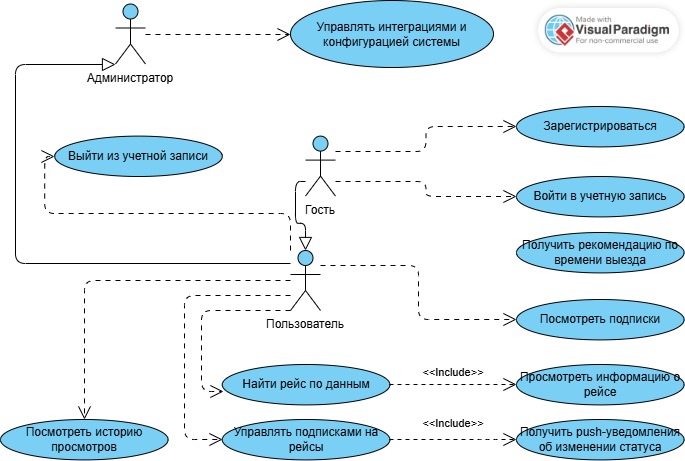 Управлять интеграциями и
конфигурацией системы
Made with
VisualParadigm
For non-commercial use
Администратор
Зарегистрироваться
Выйти из учетной записи
Войти в учетную запись
Гость
Получить рекомендацию по
времени выезда
Посмотреть подписки
Пользователь
<<Include>>
Найти рейс по данным
Просмотреть информацию о
рейсе
<<Include>>
Посмотреть историю
просмотров
Управлять подписками на
рейсы
Получить push-уведомления
об изменении статуса